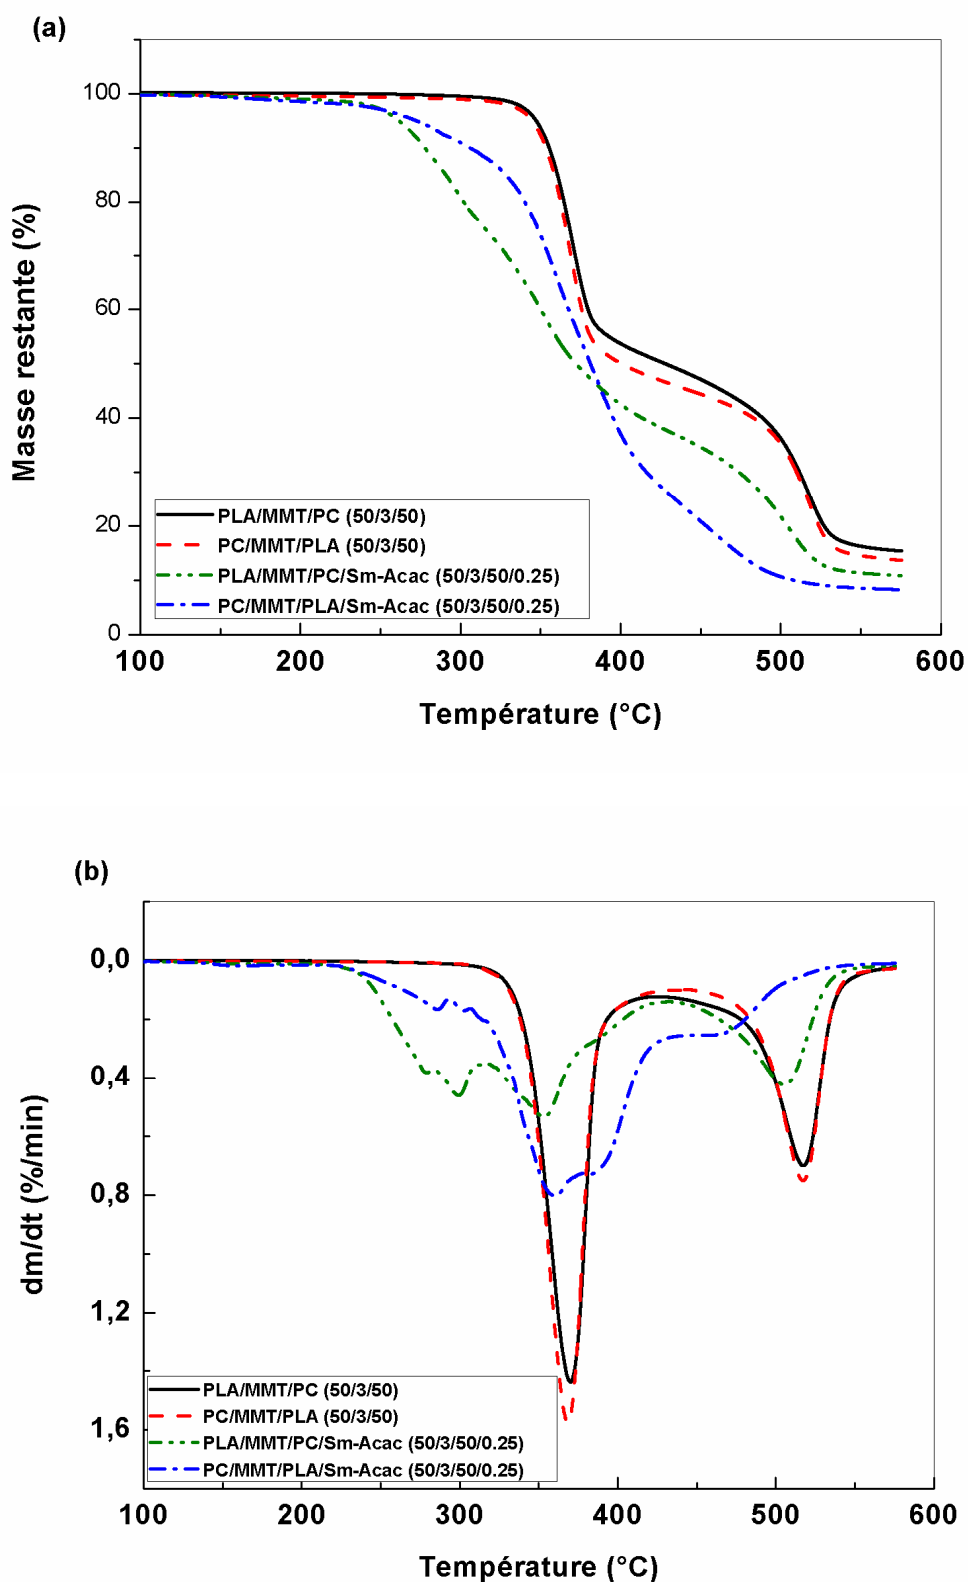 (a)
100
80
60
40
20
0
Masse restante (%)
PLA/MMT/PC (50/3/50)
PC/MMT/PLA (50/3/50)
PLA/MMT/PC/Sm-Acac (50/3/50/0.25)
PC/MMT/PLA/Sm-Acac (50/3/50/0.25)
100 200 300 400 500 600
Température (°C)
(b)
0,0
0,4
0,8
1,2
1,6
dm/dt (%/min)
PLA/MMT/PC (50/3/50)
PC/MMT/PLA (50/3/50)
PLA/MMT/PC/Sm-Acac (50/3/50/0.25)
PC/MMT/PLA/Sm-Acac (50/3/50/0.25)
100 200 300 400 500 600
Température (°C)